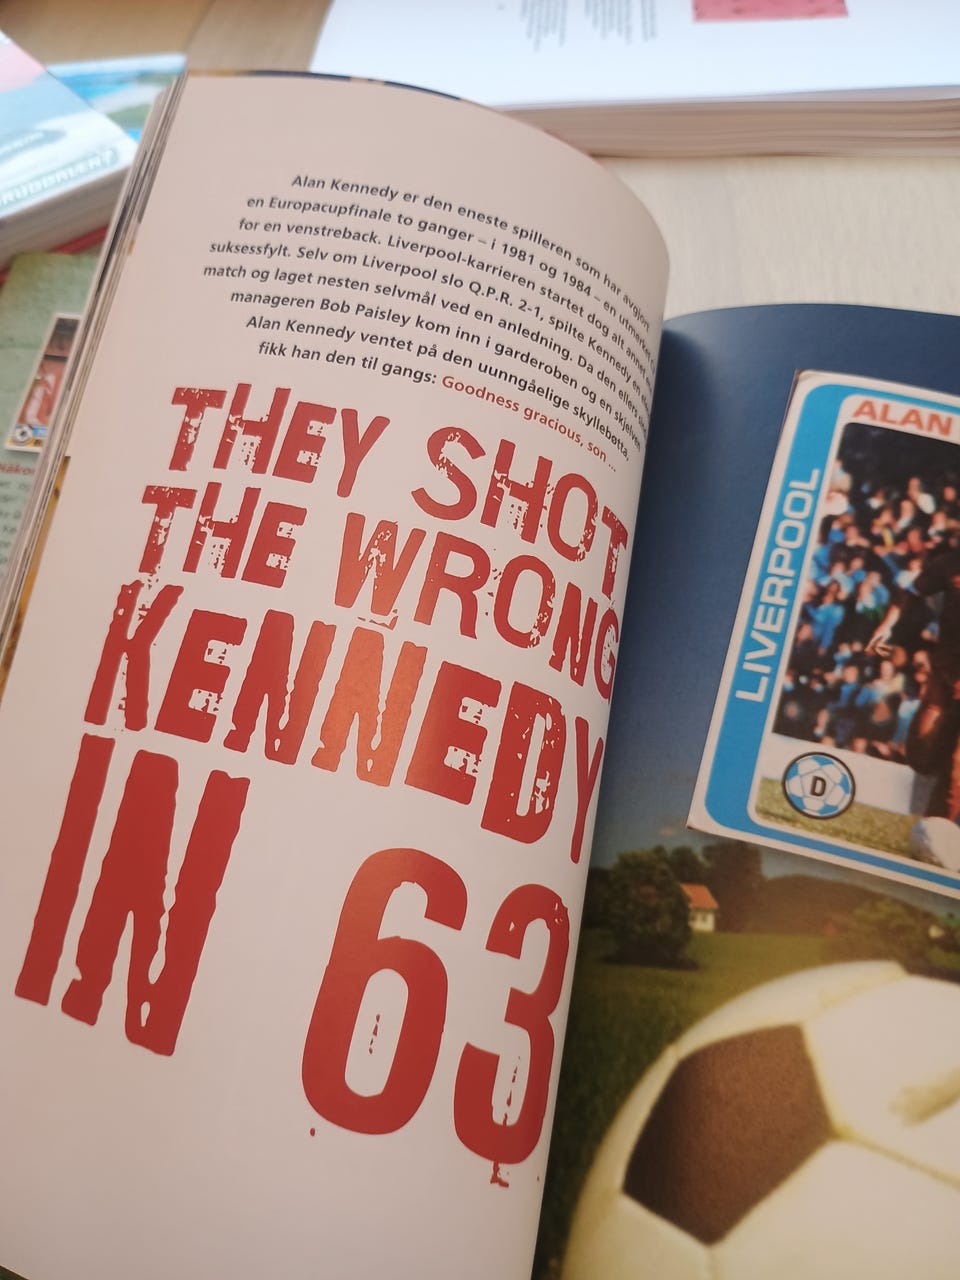 Alan Kennedy er den eneste spilleren som har avgjort
en Europacupfinale to ganger – i 1981 og 1984 – en utmerket
for en venstreback. Liverpool-karrieren startet dog alt annet
suksessfylt. Selv om Liverpool slo Q.P.R. 2-1, spilte Kennedy en
match og laget nesten selvmål ved en anledning. Da den ellers
manageren Bob Paisley kom inn i garderoben og en skjelven
Alan Kennedy ventet på den uunngåelige skyllebøtta,
fikk han den til gangs: Goodness gracious, son ...
THEY SHOT
THE WRONG
KENNEDY
IN 63
ALAN
LIVERPOOL
D